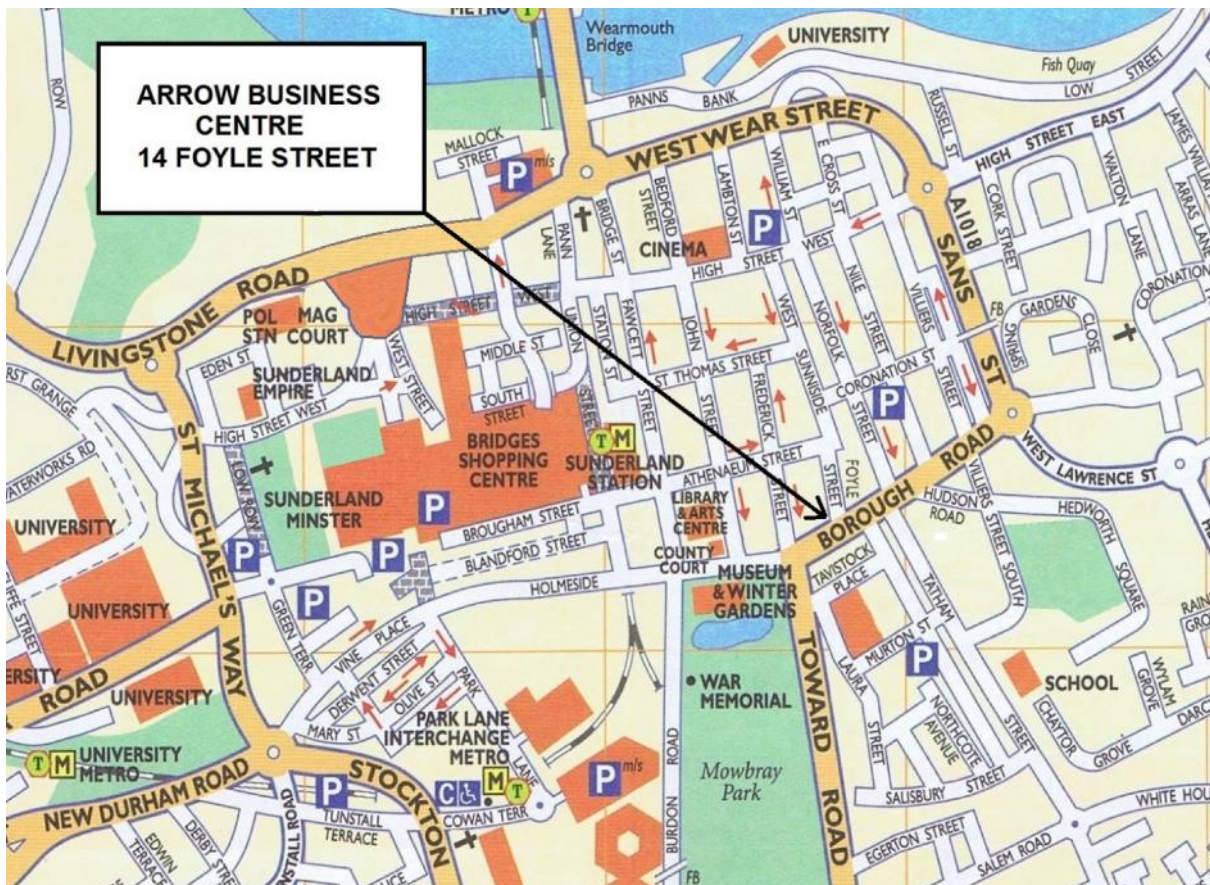 METRO
Wearmouth
Bridge
UNIVERSITY
Fish Quay
LOW STREET
ROW
ARROW BUSINESS
CENTRE
14 FOYLE STREET
PANNS BANK
RUSSELL ST
HIGH STREET EAST
JAMES WILLIAM
MALLOCK
STREET
P m/s
WEST WEAR STREET
BEDFORD
STREET
LAMBTON ST
WILLIAM ST
E CROSS ST
CORK STREET
WALTON
LANE
ARRAS LANE
A1018
PANN
LANE
BRIDGE ST
P
CINEMA
HIGH STREET WEST
SANS ST
CORONATION
LIVINGSTONE ROAD
POL
STN
MAG
COURT
HIGH STREET WEST
UNION
STREET
STATION ST
FAWCETT
STREET
JOHN
STREET
WEST
SUNNISIDE
NORFOLK
STREET
NILE
STREET
VILLIERS
STREET
FB
SPRING
GARDENS
CLOSE
EDEN ST
SUNDERLAND
EMPIRE
WEST
STREET
MIDDLE ST
SOUTH
STREET
ST THOMAS STREET
FREDERICK
STREET
CORONATION ST
P
HURST GRANGE
WATERWORKS RD
HIGH STREET WEST
LOW ROW
SUNDERLAND
MINSTER
BRIDGES
SHOPPING
CENTRE
T M
SUNDERLAND
STATION
ATHENAEUM STREET
FOYLE
STREET
BOROUGH ROAD
WEST LAWRENCE ST
ST MICHAEL'S WAY
UNIVERSITY
P
BROUGHAM STREET
LIBRARY
& ARTS
CENTRE
HUDSON
ROAD
VILLIERS STREET SOUTH
HEDWORTH
SQUARE
P
P
BLANDFORD STREET
COUNTY
COURT
HOLMESIDE
MUSEUM
& WINTER
GARDENS
TAVISTOCK
PLACE
TATHAM
STREET
UNIVERSITY
P
GREEN TERR
VINE PLACE
MURTON ST
P
ROAD
UNIVERSITY
DERWENT STREET
OLIVE ST
PARK
LANE
WAR
MEMORIAL
LAURA
STREET
SCHOOL
WYLAM
GROVE
MARY ST
PARK LANE
INTERCHANGE
METRO
TOWARD ROAD
NORTHCOTE
AVENUE
CHAYTOR
GROVE
T M UNIVERSITY
METRO
STOCKTON
C M T
P m/s
BURDON ROAD
Mowbray
Park
SALISBURY STREET
NEW DURHAM ROAD
P
TUNSTALL
TERRACE
COWAN TERR
EDWIN
TERRACE
DERBY STREET
EGERTON STREET
SALEM ROAD
FB